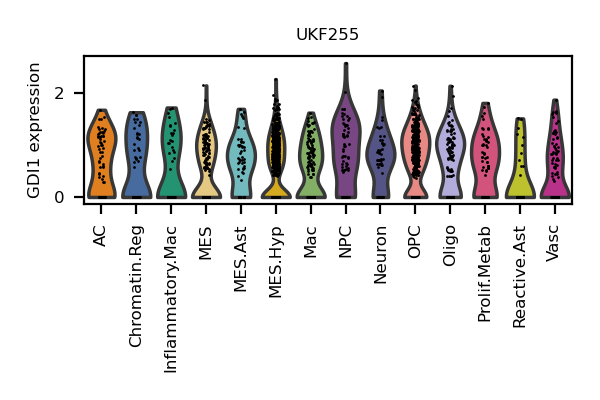 UKF255
GDI1 expression
2
0
AC
Chromatin.Reg
Inflammatory.Mac
MES
MES.Ast
MES.Hyp
Mac
NPC
Neuron
OPC
Oligo
Prolif.Metab
Reactive.Ast
Vasc